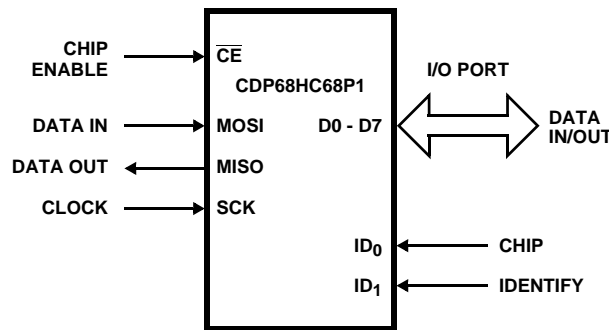 CHIP
ENABLE
CE
CDP68HC68P1
I/O PORT
DATA IN
MOSI
D0 - D7
DATA
IN/OUT
DATA OUT
MISO
CLOCK
SCK
ID0
CHIP
ID1
IDENTIFY